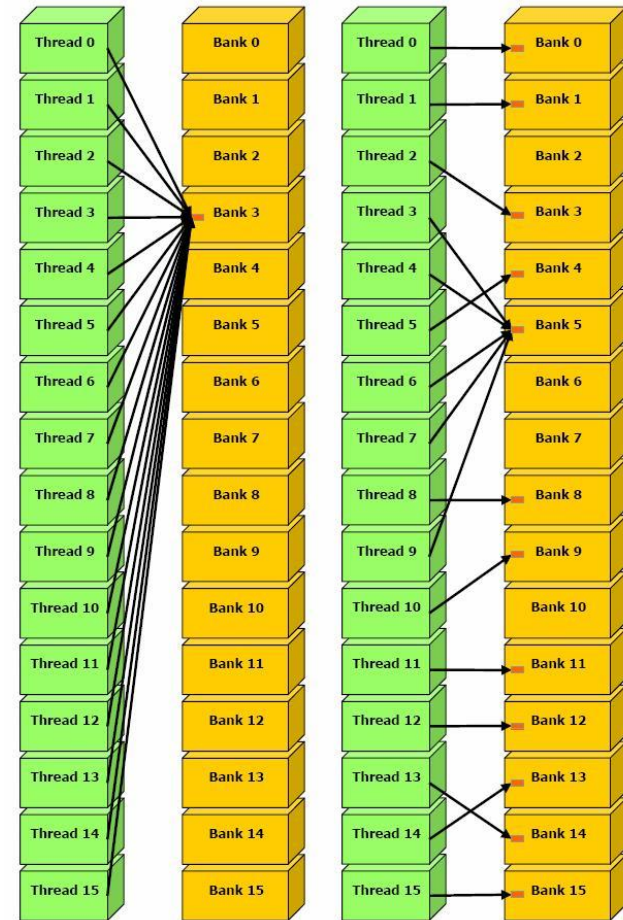 Thread 0 Bank 0 Thread 0 Bank 0
Thread 1 Bank 1 Thread 1 Bank 1
Thread 2 Bank 2 Thread 2 Bank 2
Thread 3 Bank 3 Thread 3 Bank 3
Thread 4 Bank 4 Thread 4 Bank 4
Thread 5 Bank 5 Thread 5 Bank 5
Thread 6 Bank 6 Thread 6 Bank 6
Thread 7 Bank 7 Thread 7 Bank 7
Thread 8 Bank 8 Thread 8 Bank 8
Thread 9 Bank 9 Thread 9 Bank 9
Thread 10 Bank 10 Thread 10 Bank 10
Thread 11 Bank 11 Thread 11 Bank 11
Thread 12 Bank 12 Thread 12 Bank 12
Thread 13 Bank 13 Thread 13 Bank 13
Thread 14 Bank 14 Thread 14 Bank 14
Thread 15 Bank 15 Thread 15 Bank 15